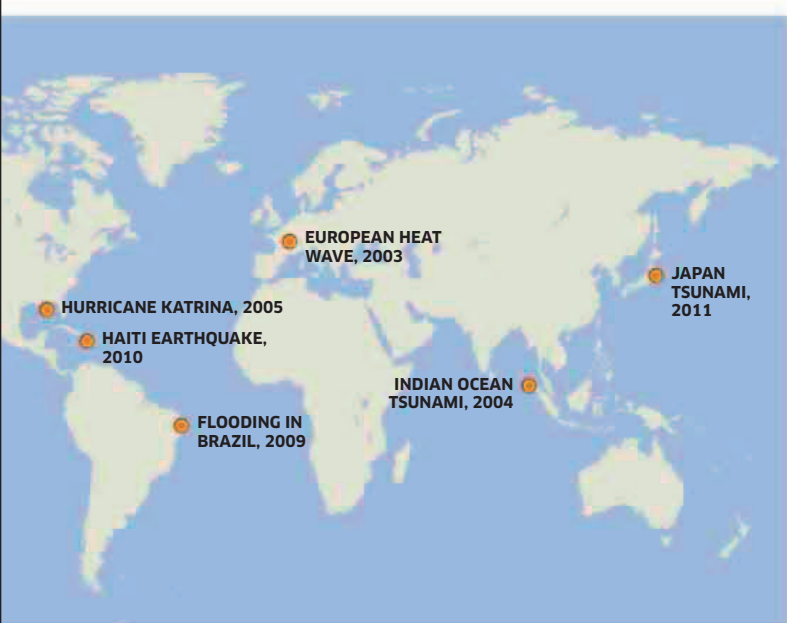 EUROPEAN HEAT
WAVE, 2003
JAPAN
TSUNAMI,
2011
HURRICANE KATRINA, 2005
HAITI EARTHQUAKE,
2010
INDIAN OCEAN
TSUNAMI, 2004
FLOODING IN
BRAZIL, 2009